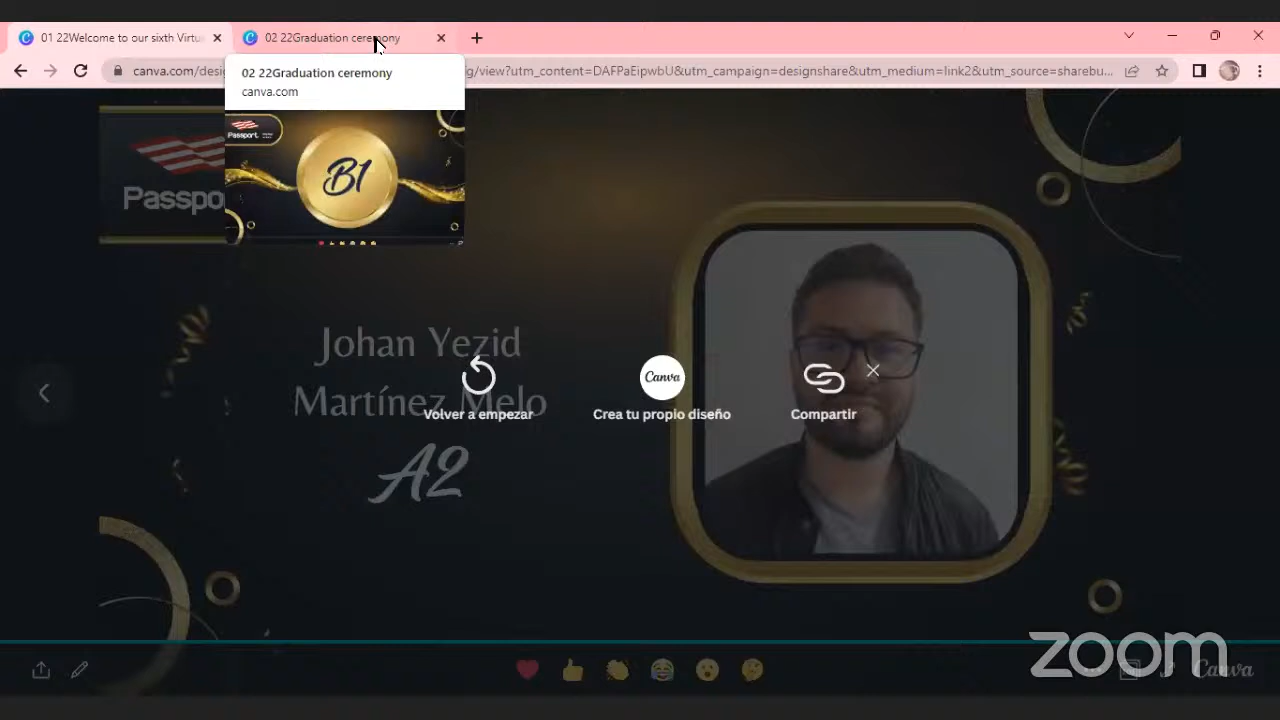 01 22Welcome to our sixth Virtu
02 22Graduation ceremony
canva.com/desi
g/view?utm_content=DAFPaEipwbU&utm_campaign=designshare&utm_medium=link2&utm_source=sharebu...
02 22Graduation ceremony
canva.com
Passport
B1
Passpo
Johan Yezid
Martínez Melo
A2
Volver a empezar
Canva
Crea tu propio diseño
Compartir
zoom
Canva